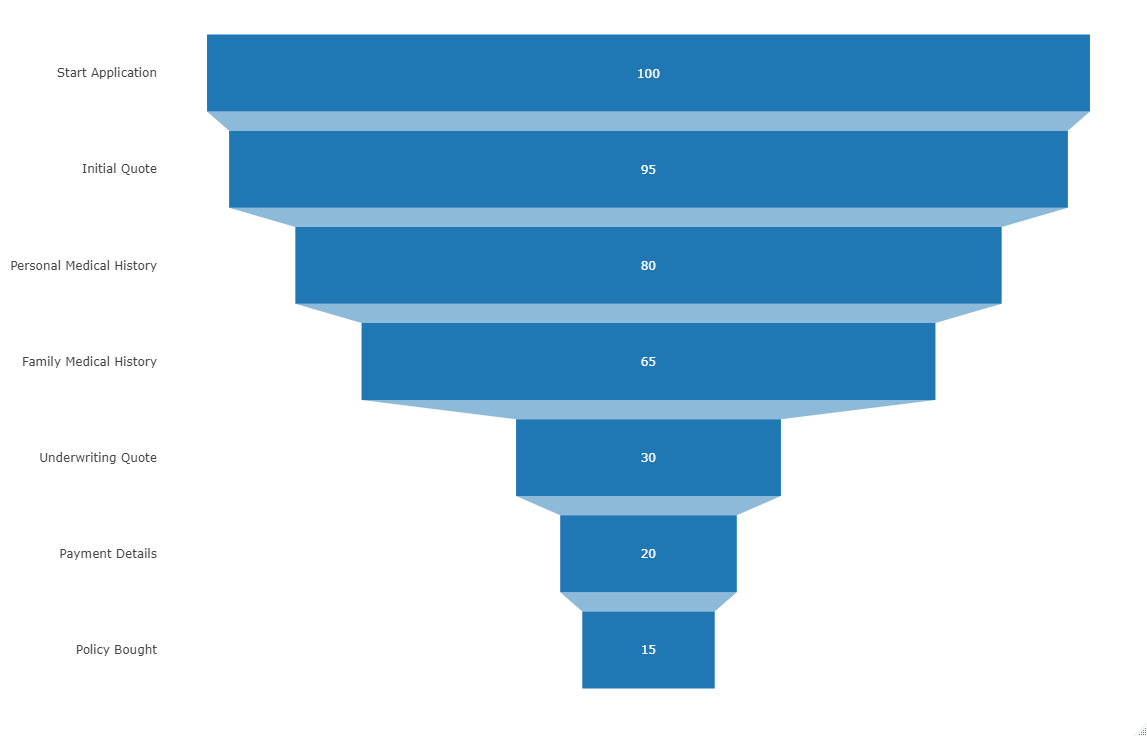 Start Application 100
Initial Quote 95
Personal Medical History 80
Family Medical History 65
Underwriting Quote 30
Payment Details 20
Policy Bought 15